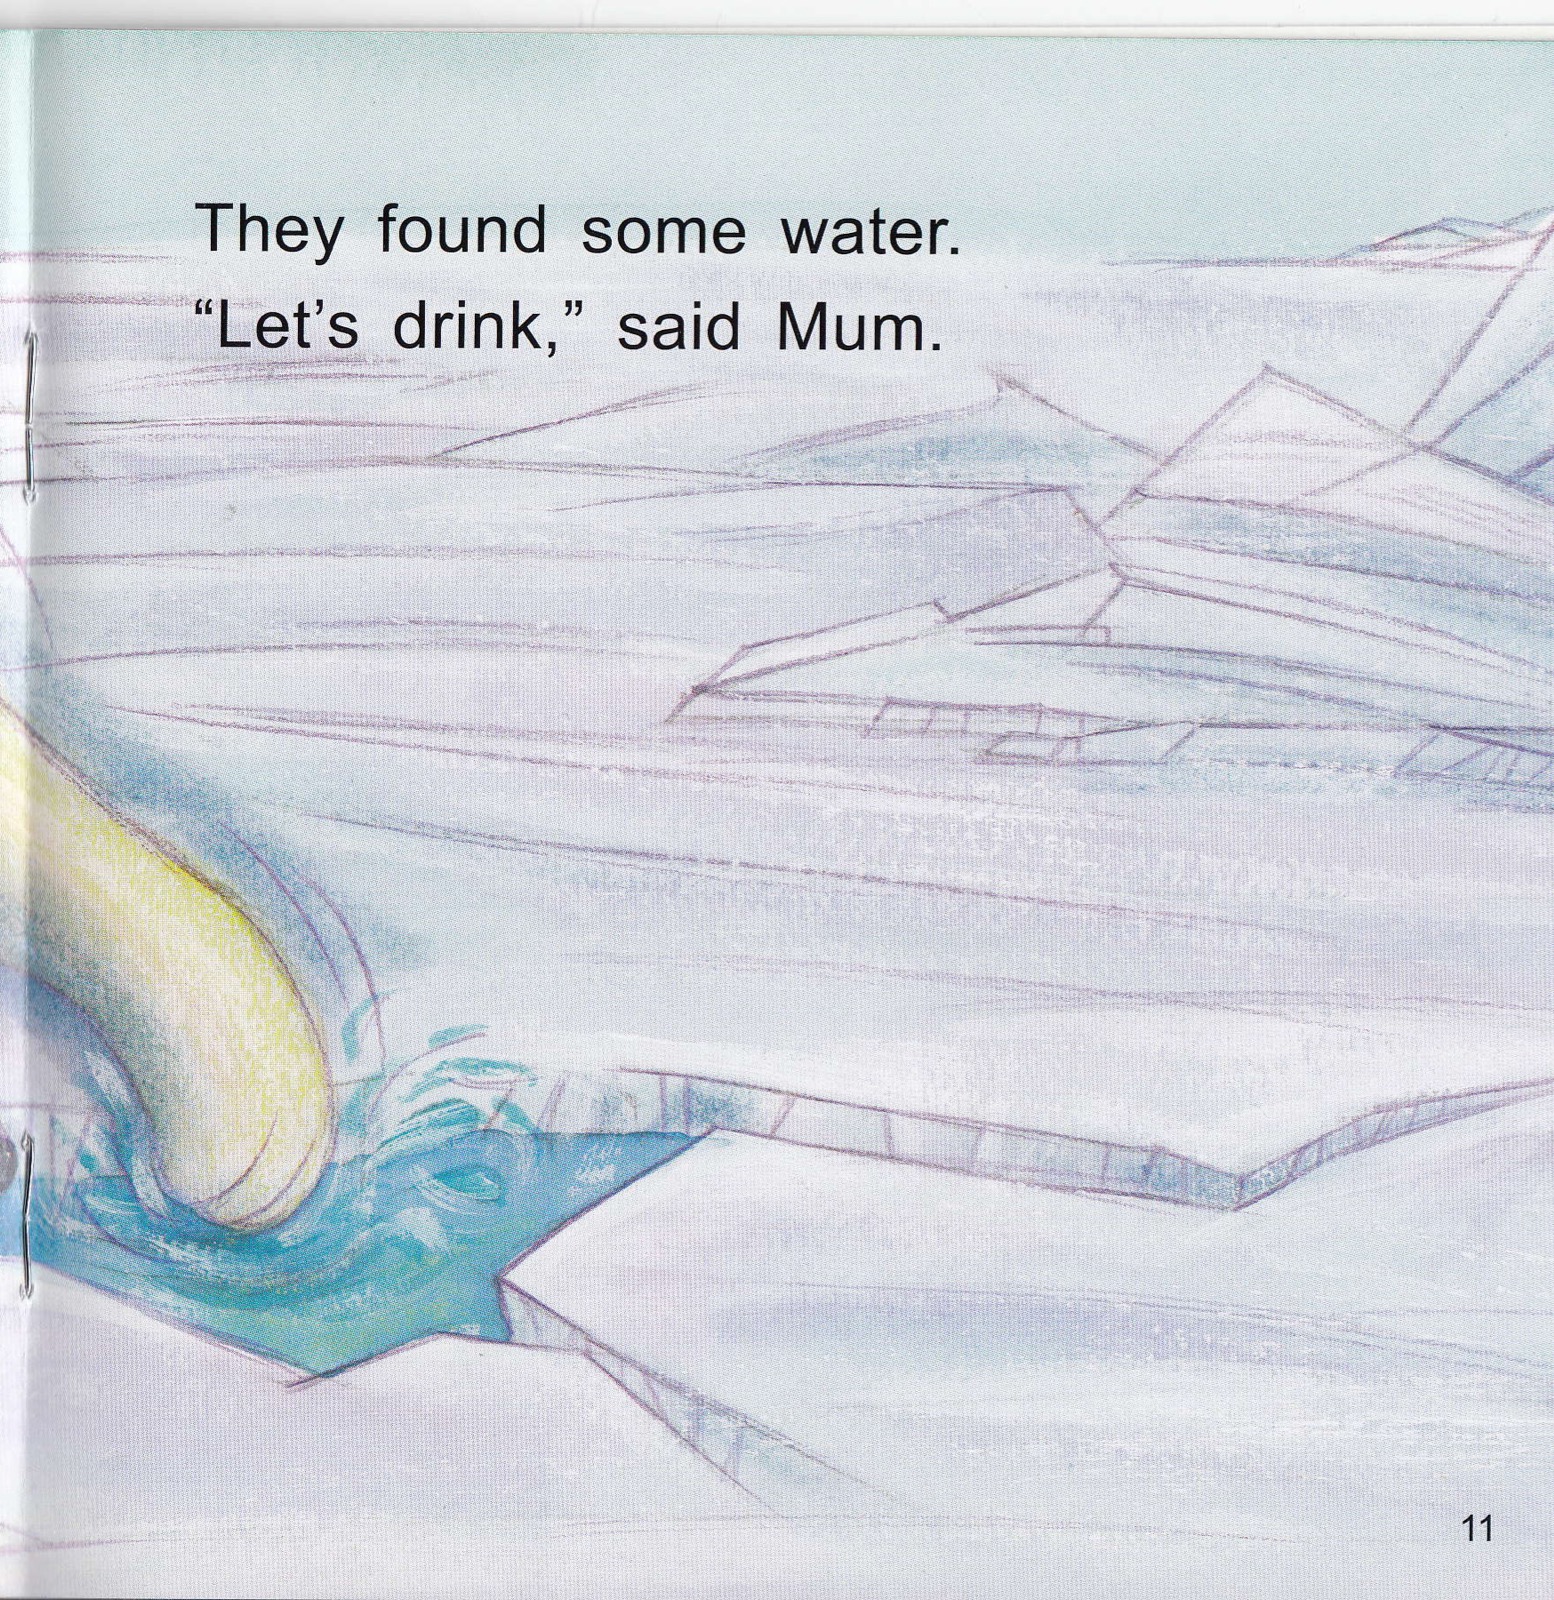 They found some water.
“Let’s drink,” said Mum.
11